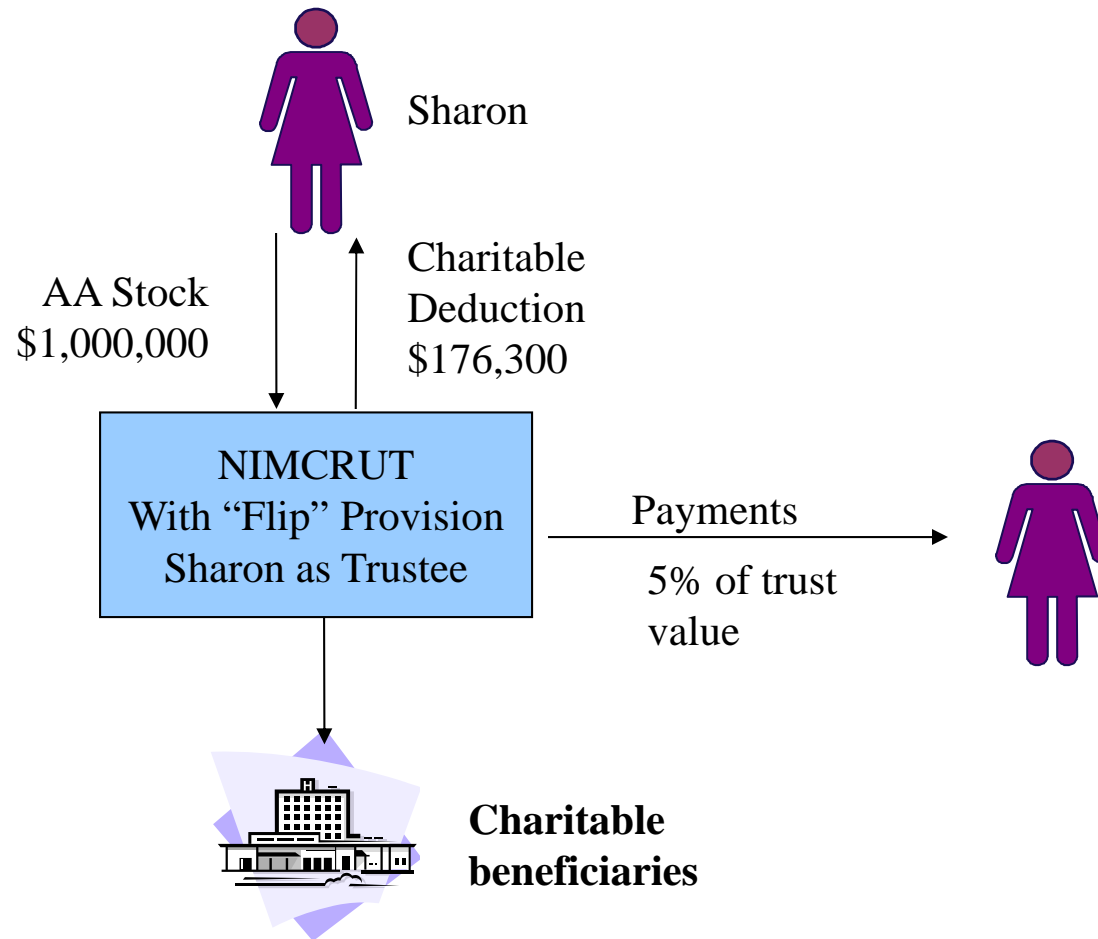 Sharon
AA Stock
$1,000,000
Charitable
Deduction
$176,300
NIMCRUT
With “Flip” Provision
Sharon as Trustee
Payments
5% of trust
value
Charitable
beneficiaries